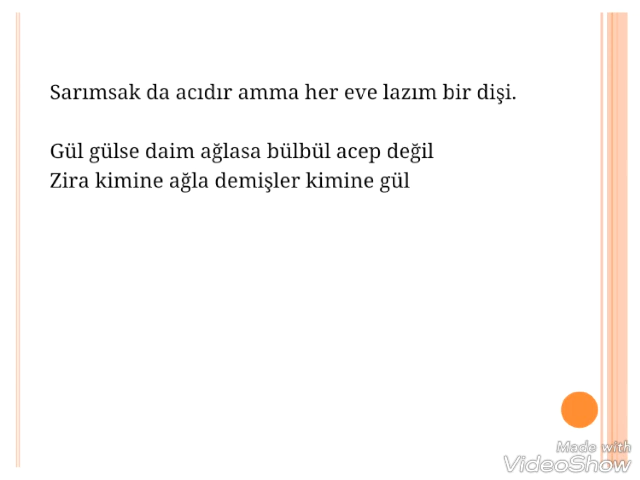 Sarımsak da acıdır amma her eve lazım bir dişi.
Gül gülse daim ağlasa bülbül acep değil
Zira kimine ağla demişler kimine gül
Made with
VideoShow